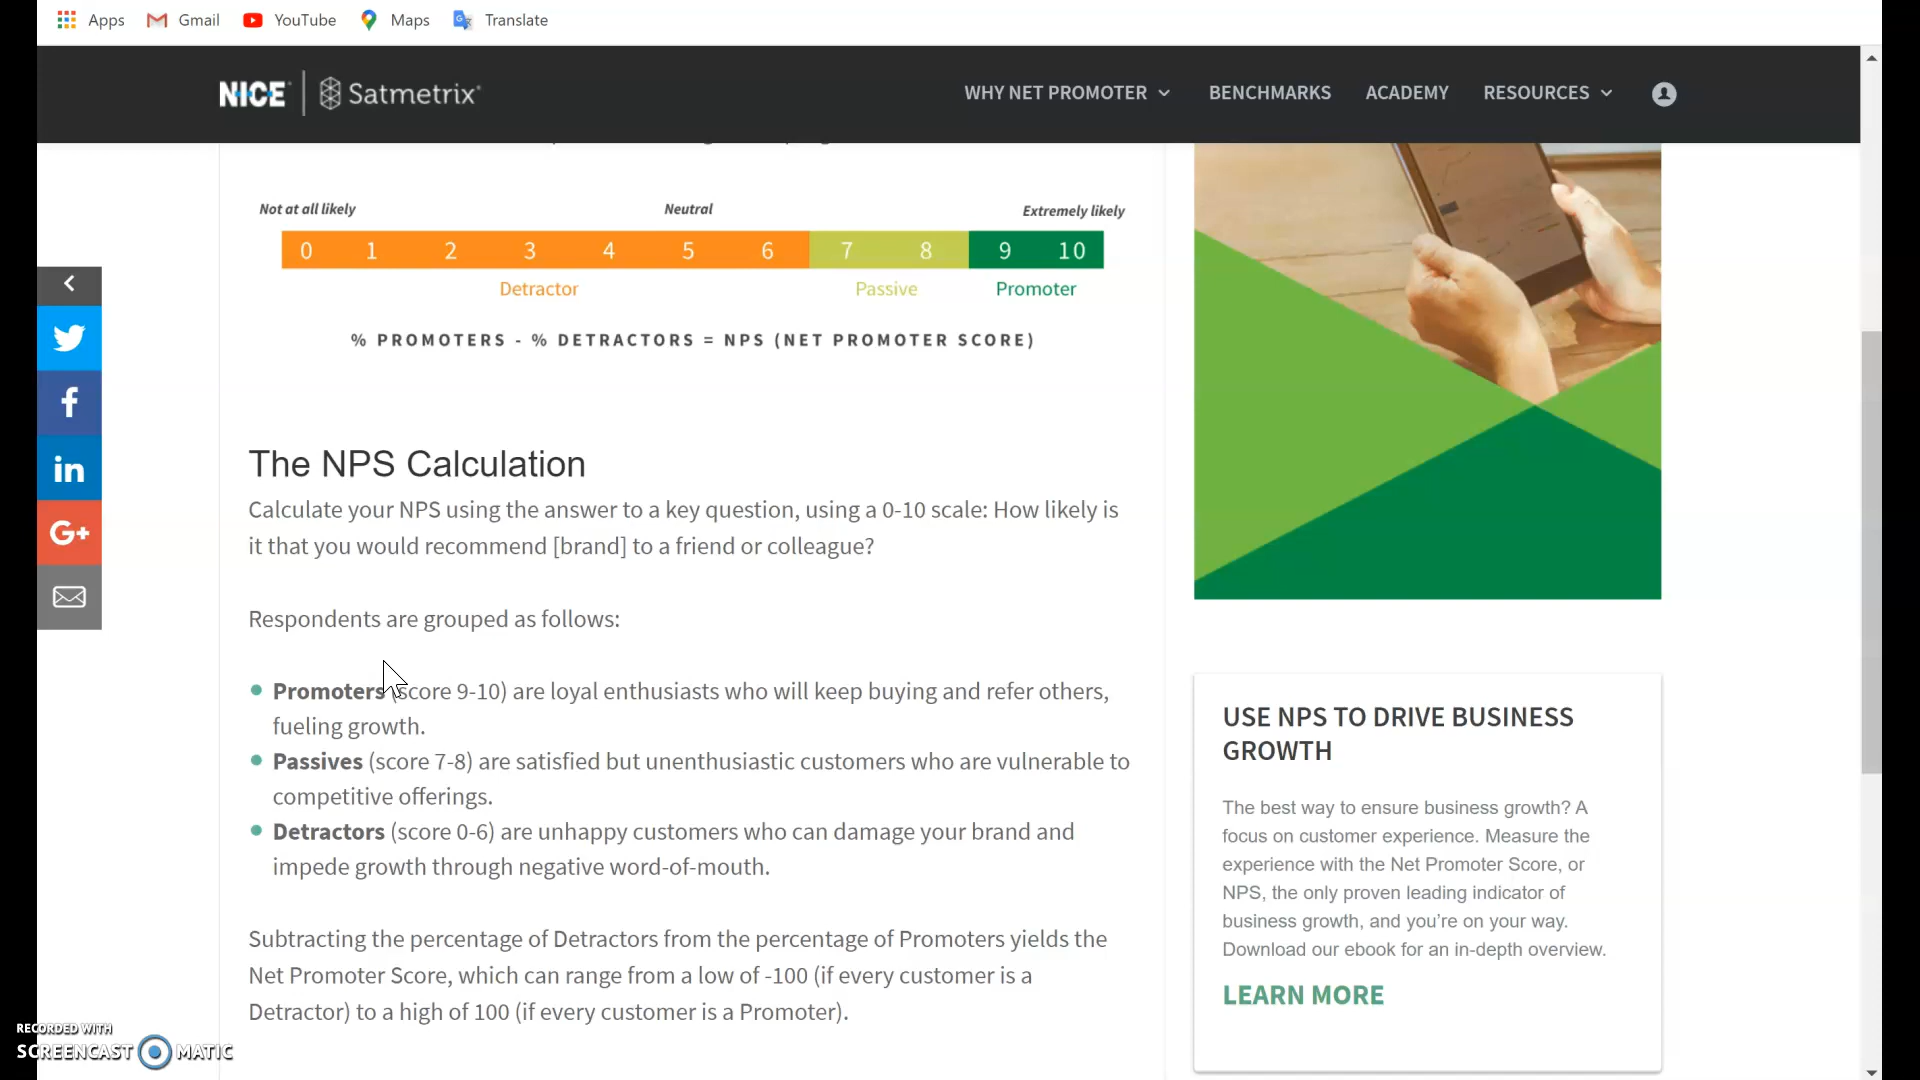 Apps Gmail YouTube Maps Translate
NICE Satmetrix
WHY NET PROMOTER BENCHMARKS ACADEMY RESOURCES
Not at all likely Neutral Extremely likely
0 1 2 3 4 5 6 7 8 9 10
Detractor Passive Promoter
% PROMOTERS - % DETRACTORS = NPS (NET PROMOTER SCORE)
The NPS Calculation
Calculate your NPS using the answer to a key question, using a 0-10 scale: How likely is
it that you would recommend [brand] to a friend or colleague?
Respondents are grouped as follows:
Promoters (score 9-10) are loyal enthusiasts who will keep buying and refer others,
fueling growth.
Passives (score 7-8) are satisfied but unenthusiastic customers who are vulnerable to
competitive offerings.
Detractors (score 0-6) are unhappy customers who can damage your brand and
impede growth through negative word-of-mouth.
Subtracting the percentage of Detractors from the percentage of Promoters yields the
Net Promoter Score, which can range from a low of -100 (if every customer is a
Detractor) to a high of 100 (if every customer is a Promoter).
USE NPS TO DRIVE BUSINESS
GROWTH
The best way to ensure business growth? A
focus on customer experience. Measure the
experience with the Net Promoter Score, or
NPS, the only proven leading indicator of
business growth, and you’re on your way.
Download our ebook for an in-depth overview.
LEARN MORE
f
in
G+
RECORDED WITH
SCREENCAST MATIC